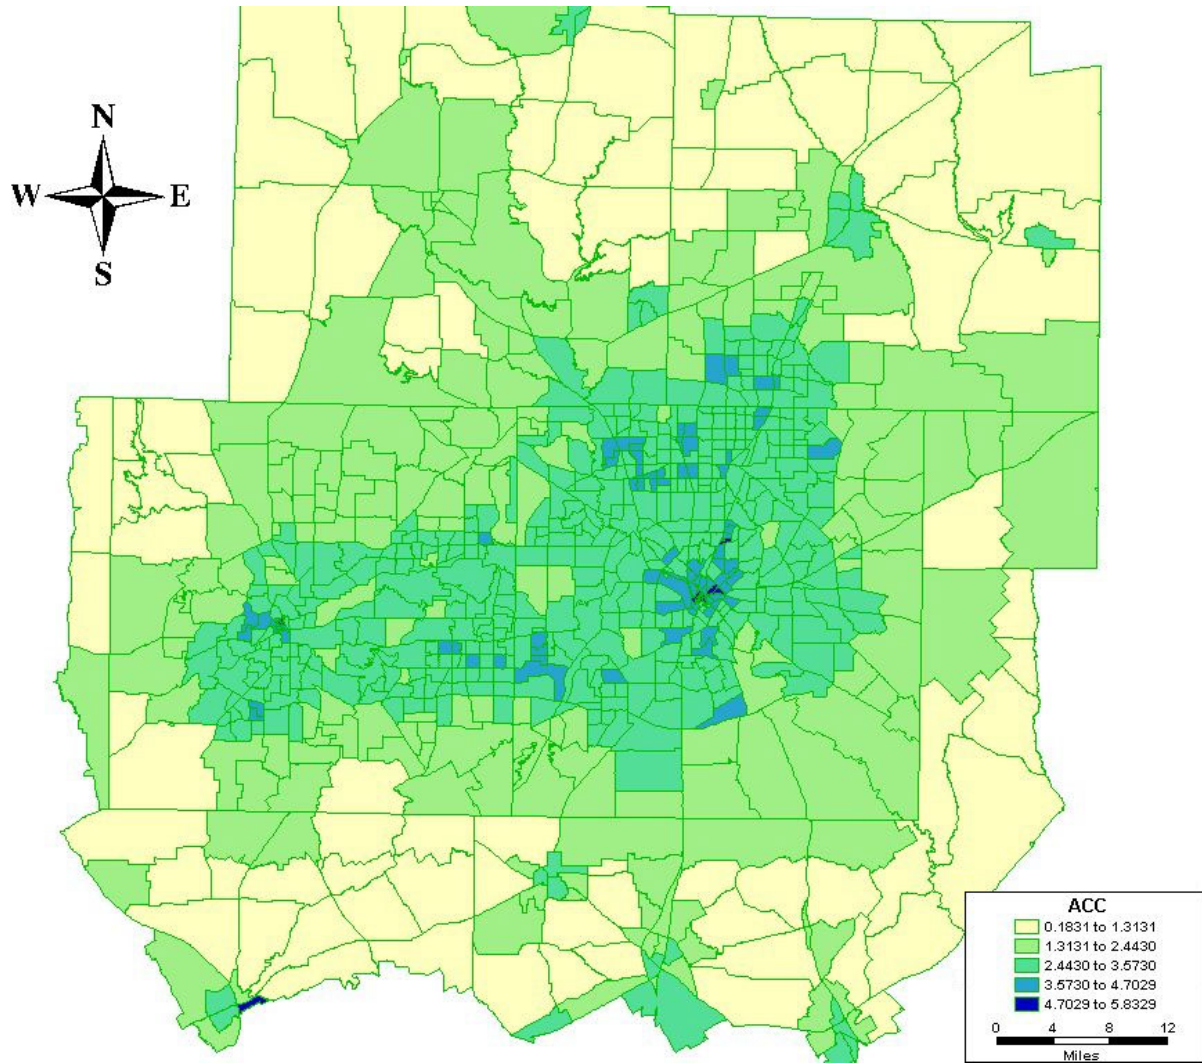 N
W E
S
ACC
0.1831 to 1.3131
1.3131 to 2.4430
2.4430 to 3.5730
3.5730 to 4.7029
4.7029 to 5.8329
0 4 8 12
Miles